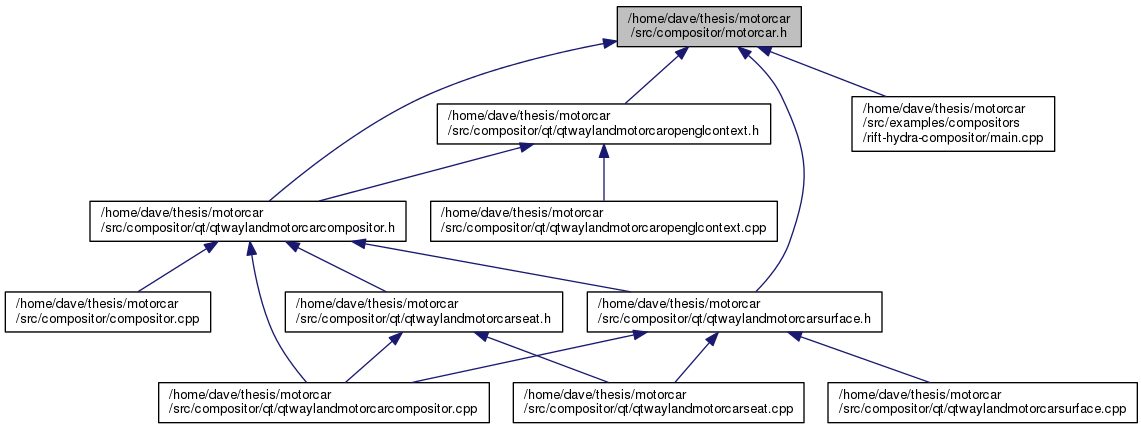 /home/dave/thesis/motorcar
/src/compositor/motorcar.h
/home/dave/thesis/motorcar
/src/compositor/qt/qtwaylandmotorcaropenglcontext.h
/home/dave/thesis/motorcar
/src/examples/compositors
/rift-hydra-compositor/main.cpp
/home/dave/thesis/motorcar
/src/compositor/qt/qtwaylandmotorcarcompositor.h
/home/dave/thesis/motorcar
/src/compositor/qt/qtwaylandmotorcaropenglcontext.cpp
/home/dave/thesis/motorcar
/src/compositor/compositor.cpp
/home/dave/thesis/motorcar
/src/compositor/qt/qtwaylandmotorcarseat.h
/home/dave/thesis/motorcar
/src/compositor/qt/qtwaylandmotorcarsurface.h
/home/dave/thesis/motorcar
/src/compositor/qt/qtwaylandmotorcarcompositor.cpp
/home/dave/thesis/motorcar
/src/compositor/qt/qtwaylandmotorcarseat.cpp
/home/dave/thesis/motorcar
/src/compositor/qt/qtwaylandmotorcarsurface.cpp